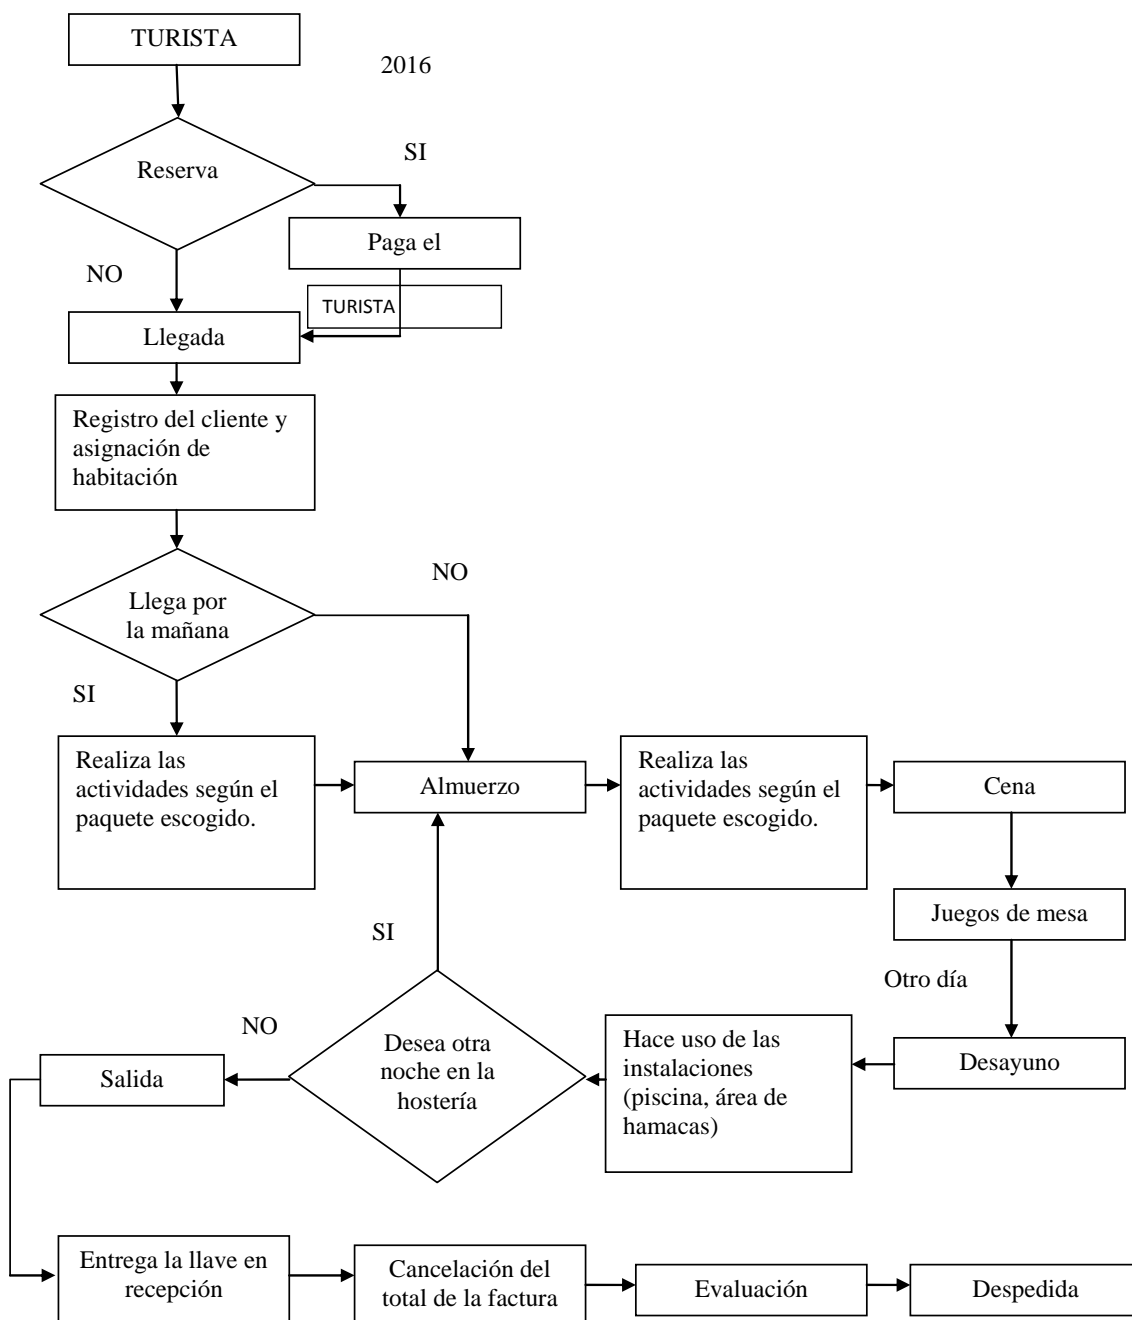 TURISTA
2016
Reserva
SI
Paga el
NO
TURISTA
Llegada
Registro del cliente y
asignación de
habitación
NO
Llega por
la mañana
SI
Realiza las
actividades según el
paquete escogido.
Almuerzo
Realiza las
actividades según el
paquete escogido.
Cena
Juegos de mesa
SI
Otro día
NO
Desea otra
noche en la
hostería
Hace uso de las
instalaciones
(piscina, área de
hamacas)
Desayuno
Salida
Entrega la llave en
recepción
Cancelación del
total de la factura
Evaluación
Despedida